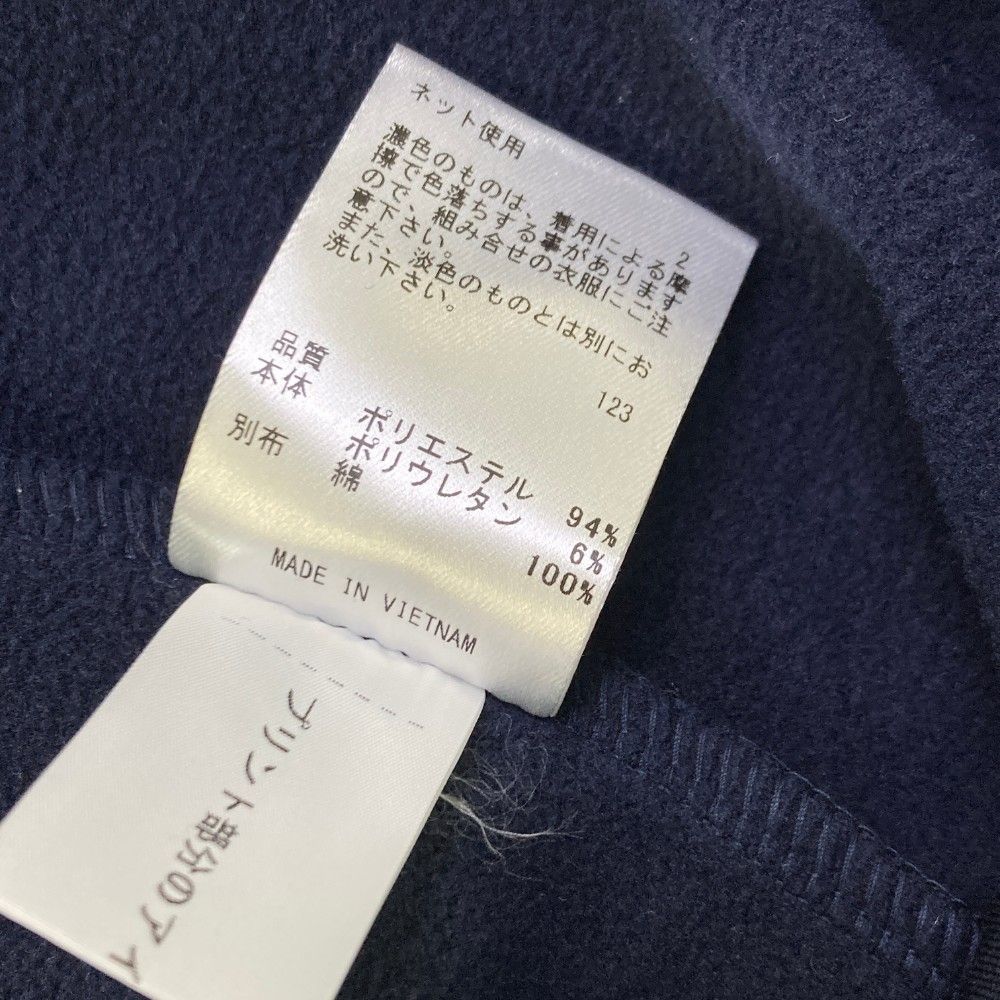 ネット使用
2
濃色のものは、着用による摩
擦で色落ちする事があります
ので、組み合せの衣服にご注
意下さい。
また、淡色のものとは別にお
洗い下さい。
123
品質
本体 ポリエステル 94%
ポリウレタン 6%
別布 綿 100%
MADE IN VIETNAM
プリント部分のアイ